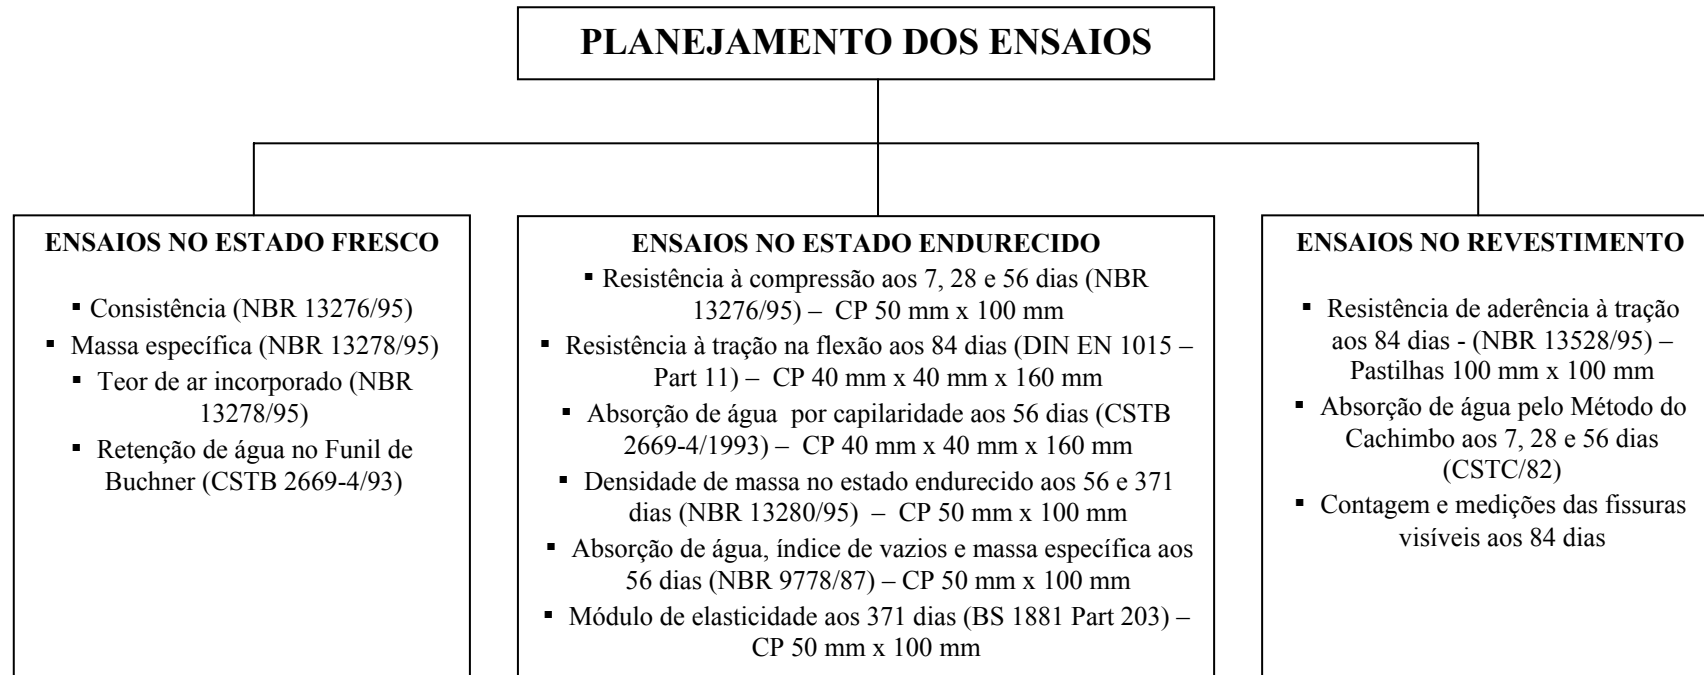 PLANEJAMENTO DOS ENSAIOS
ENSAIOS NO ESTADO FRESCO
▪ Consistência (NBR 13276/95)
▪ Massa específica (NBR 13278/95)
▪ Teor de ar incorporado (NBR
13278/95)
▪ Retenção de água no Funil de
Buchner (CSTB 2669-4/93)
ENSAIOS NO ESTADO ENDURECIDO
▪ Resistência à compressão aos 7, 28 e 56 dias (NBR
13276/95) – CP 50 mm x 100 mm
▪ Resistência à tração na flexão aos 84 dias (DIN EN 1015 –
Part 11) – CP 40 mm x 40 mm x 160 mm
▪ Absorção de água por capilaridade aos 56 dias (CSTB
2669-4/1993) – CP 40 mm x 40 mm x 160 mm
▪ Densidade de massa no estado endurecido aos 56 e 371
dias (NBR 13280/95) – CP 50 mm x 100 mm
▪ Absorção de água, índice de vazios e massa específica aos
56 dias (NBR 9778/87) – CP 50 mm x 100 mm
▪ Módulo de elasticidade aos 371 dias (BS 1881 Part 203) –
CP 50 mm x 100 mm
ENSAIOS NO REVESTIMENTO
▪ Resistência de aderência à tração
aos 84 dias - (NBR 13528/95) –
Pastilhas 100 mm x 100 mm
▪ Absorção de água pelo Método do
Cachimbo aos 7, 28 e 56 dias
(CSTC/82)
▪ Contagem e medições das fissuras
visíveis aos 84 dias